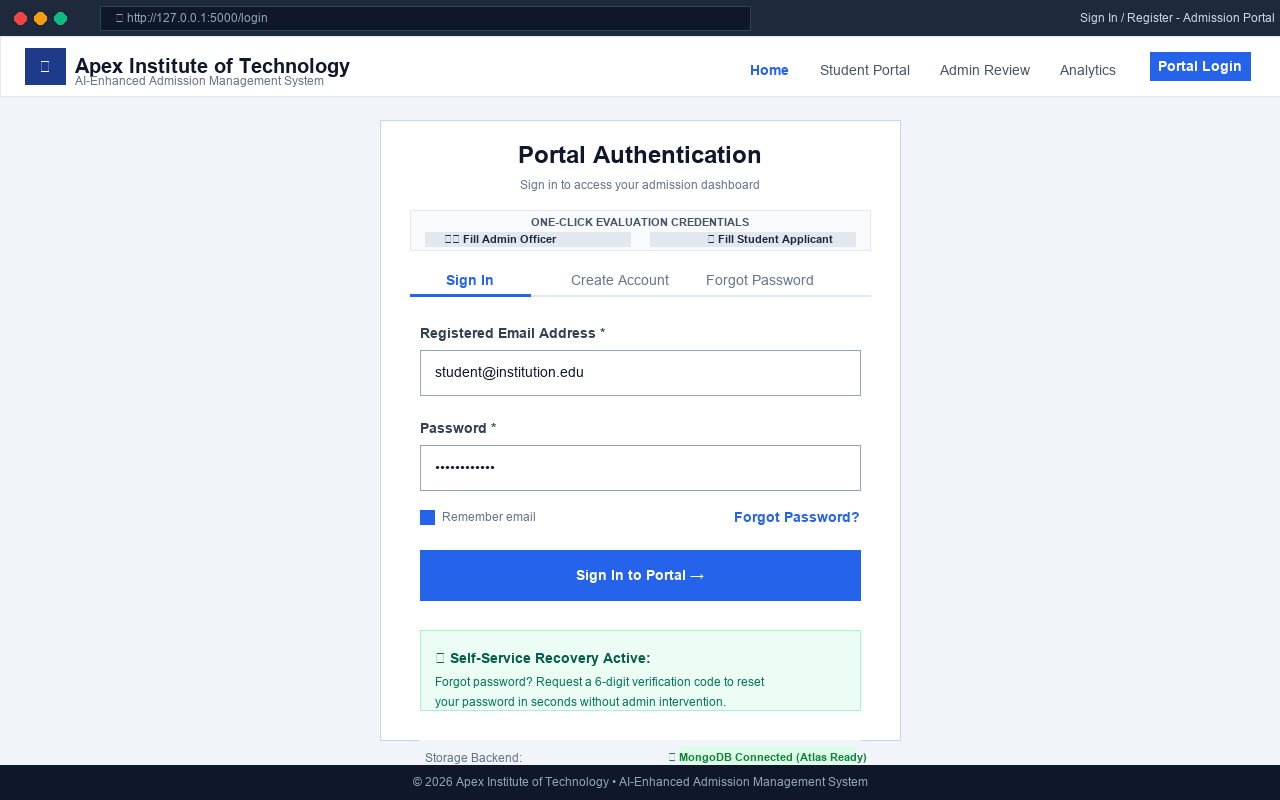 http://127.0.0.1:5000/login
Sign In / Register - Admission Portal
Apex Institute of Technology
AI-Enhanced Admission Management System
Home
Student Portal
Admin Review
Analytics
Portal Login
Portal Authentication
Sign in to access your admission dashboard
ONE-CLICK EVALUATION CREDENTIALS
Fill Admin Officer
Fill Student Applicant
Sign In
Create Account
Forgot Password
Registered Email Address *
student@institution.edu
Password *
••••••••••••
Remember email
Forgot Password?
Sign In to Portal →
Self-Service Recovery Active:
Forgot password? Request a 6-digit verification code to reset
your password in seconds without admin intervention.
Storage Backend:
MongoDB Connected (Atlas Ready)
© 2026 Apex Institute of Technology • AI-Enhanced Admission Management System